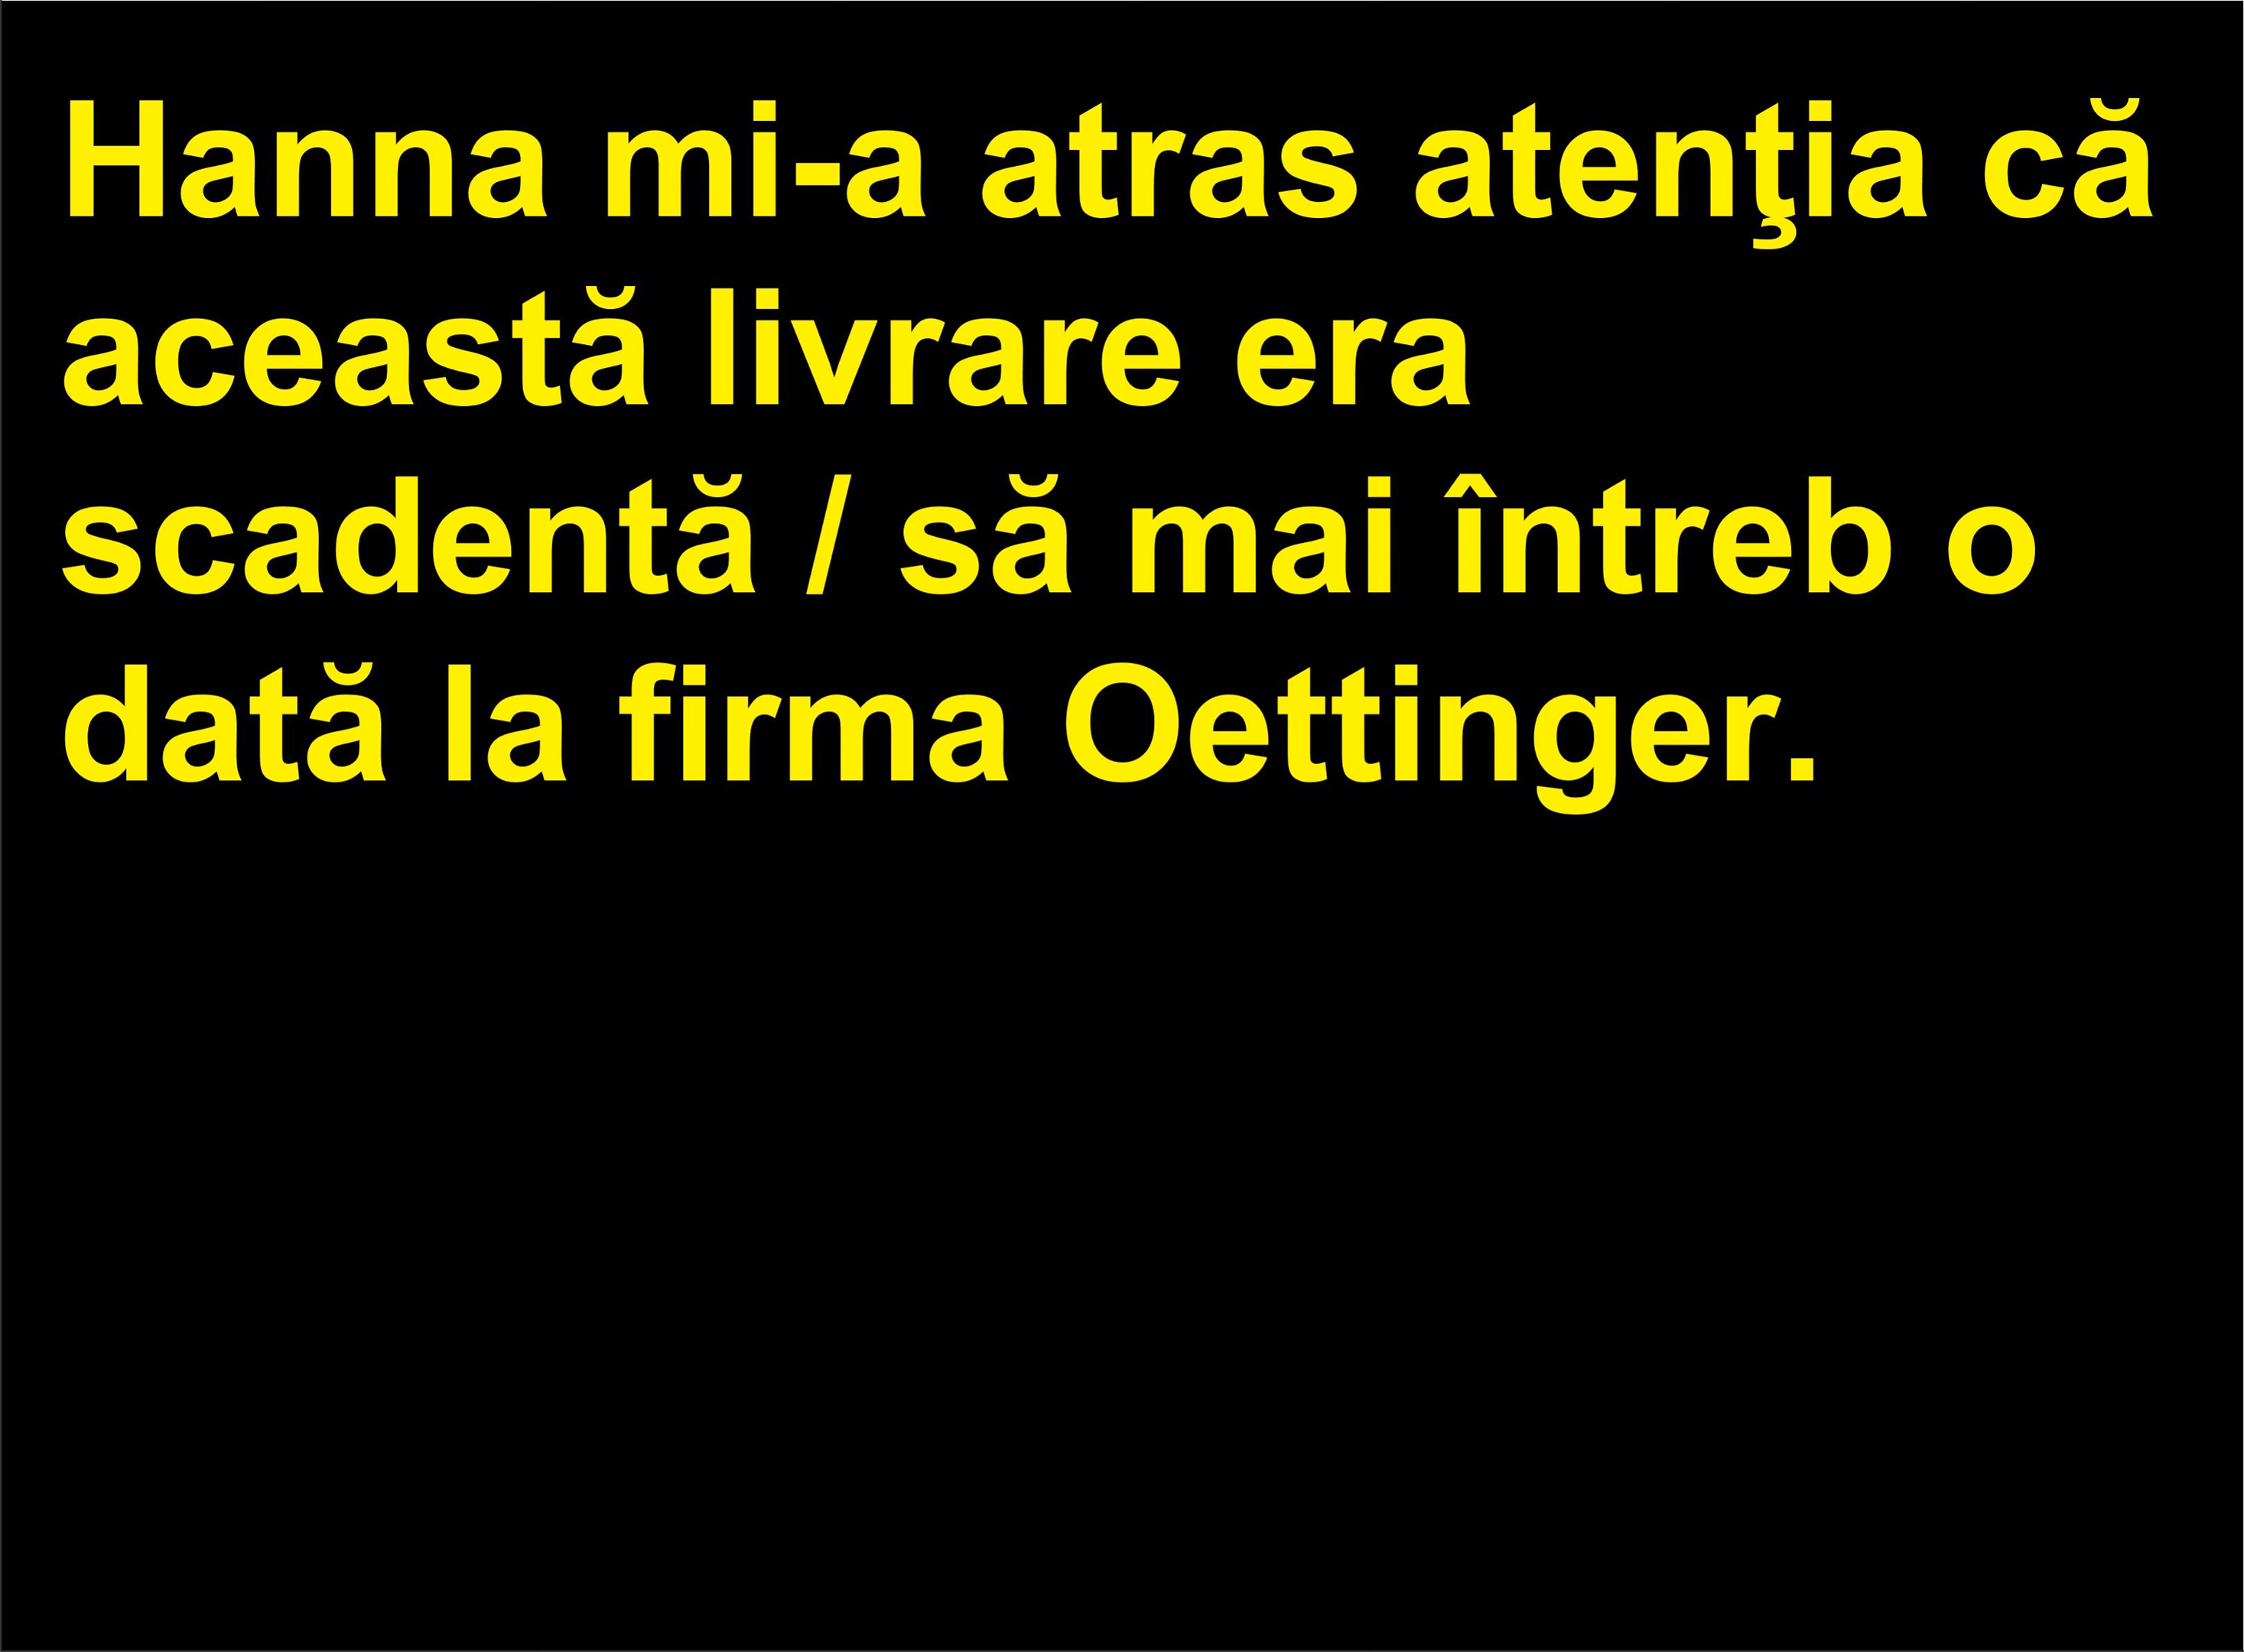 Hanna mi-a atras atenţia că
această livrare era
scadentă / să mai întreb o
dată la firma Oettinger.